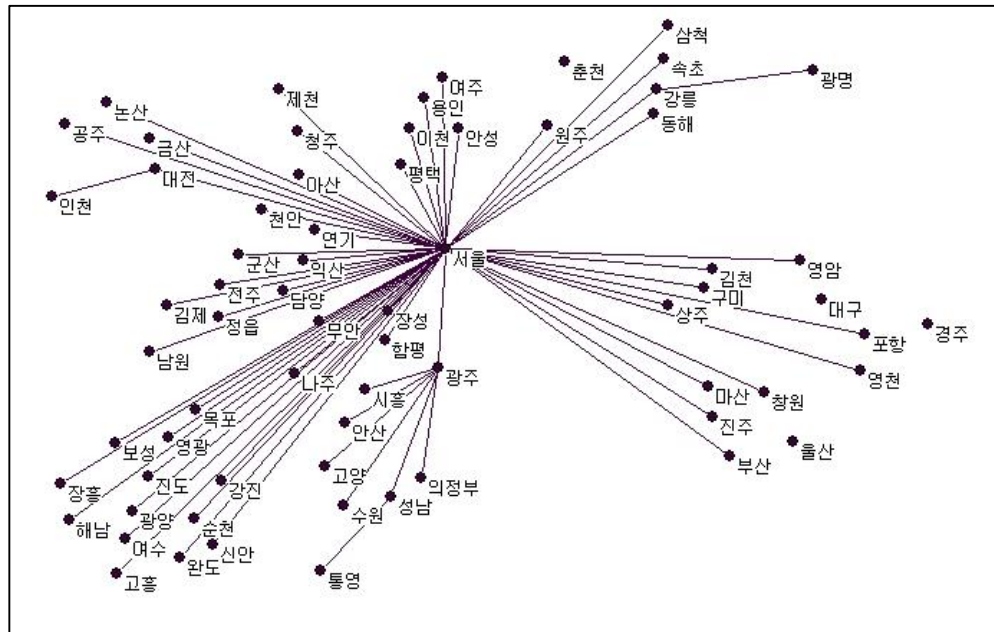 삼척
속초
춘천
광명
여주
제천
강릉
용인
논산
동해
공주
이천
안성
원주
청주
금산
평택
대전
아산
인천
천안
연기
서울
군산
익산
김천
영암
전주
담양
구미
대구
김제
정읍
무안
장성
상주
경주
포항
남원
함평
나주
광주
영천
시흥
마산
창원
목포
안산
진주
보성
영광
울산
부산
고양
장흥
진도
강진
의정부
성남
수원
해남
광양
순천
여수
신안
완도
고흥
통영